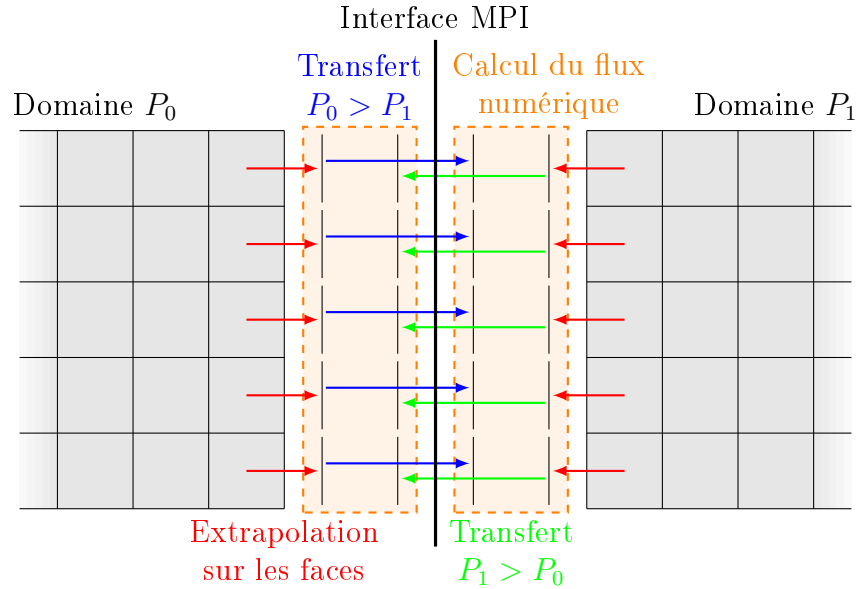 Interface MPI
Transfert
P₀ > P₁
Calcul du flux
numérique
Domaine P₀
Domaine P₁
Extrapolation
sur les faces
Transfert
P₁ > P₀